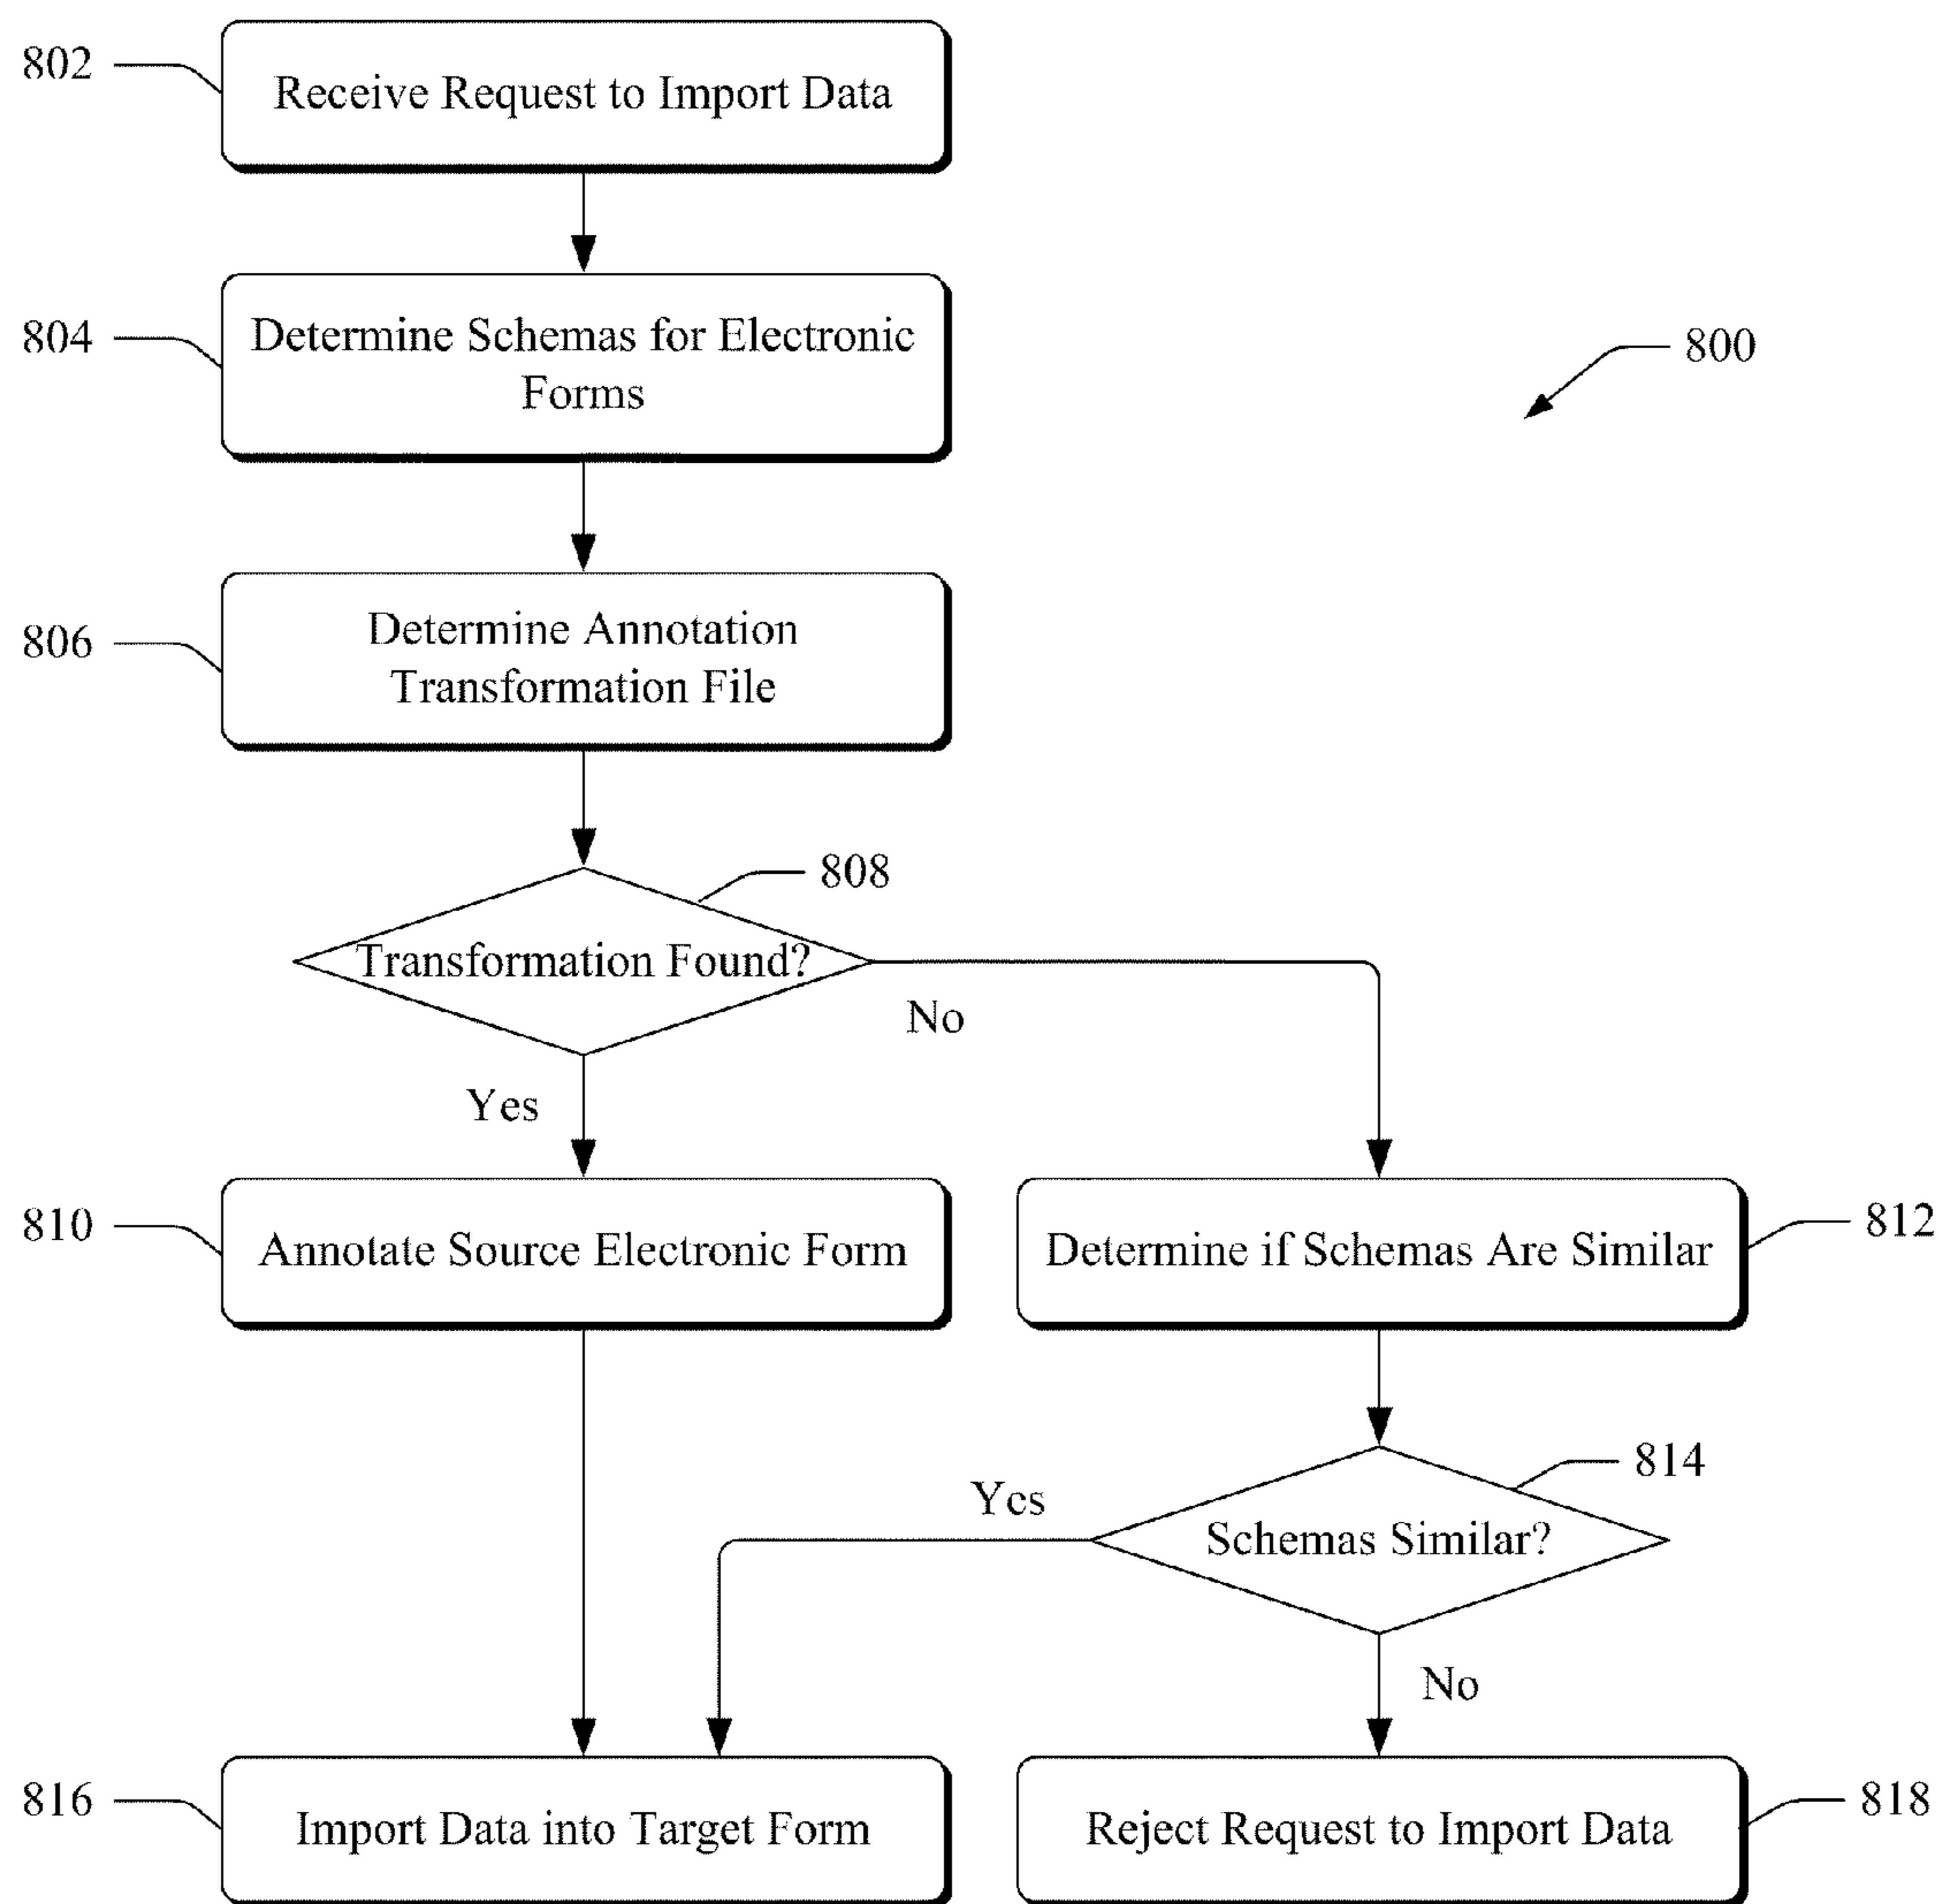 802
Receive Request to Import Data
804
Determine Schemas for Electronic
Forms
800
806
Determine Annotation
Transformation File
808
Transformation Found?
No
Yes
810
Annotate Source Electronic Form
Determine if Schemas Are Similar
812
814
Yes
Schemas Similar?
No
816
Import Data into Target Form
Reject Request to Import Data
818